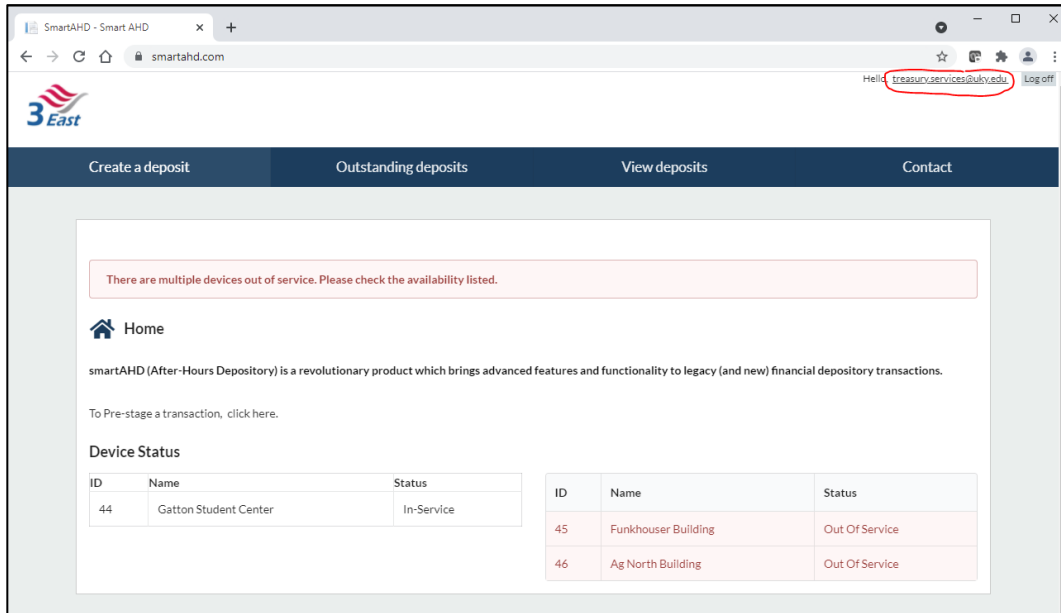 SmartAHD - Smart AHD
smartahd.com
Hello, treasury.services@uky.edu Log off
3 East
Create a deposit Outstanding deposits View deposits Contact
There are multiple devices out of service. Please check the availability listed.
Home
smartAHD (After-Hours Depository) is a revolutionary product which brings advanced features and functionality to legacy (and new) financial depository transactions.
To Pre-stage a transaction, click here.
Device Status
ID Name Status
44 Gatton Student Center In-Service
ID Name Status
45 Funkhouser Building Out Of Service
46 Ag North Building Out Of Service